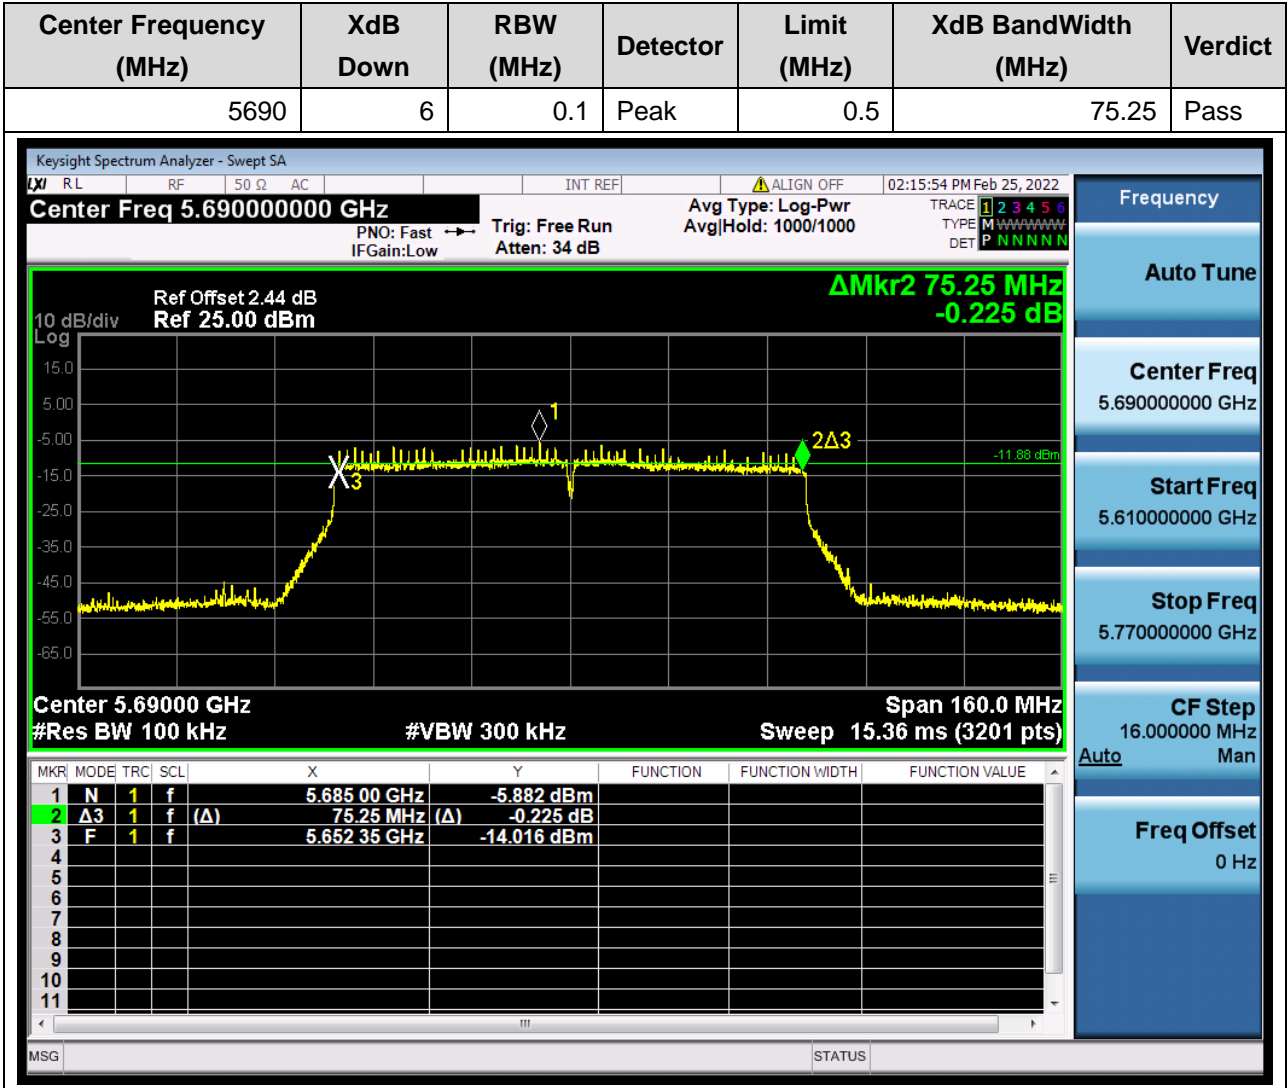 Center Frequency (MHz) XdB Down RBW (MHz) Detector Limit (MHz) XdB BandWidth (MHz) Verdict
5690 6 0.1 Peak 0.5 75.25 Pass
Keysight Spectrum Analyzer - Swept SA
LXI RL RF 50 Ω AC INT REF ALIGN OFF 02:15:54 PM Feb 25, 2022
Center Freq 5.690000000 GHz
PNO: Fast
IFGain:Low
Trig: Free Run
Atten: 34 dB
Avg Type: Log-Pwr
Avg|Hold: 1000/1000
TRACE 1 2 3 4 5 6
TYPE M WWWWW
DET P N N N N N
ΔMkr2 75.25 MHz
-0.225 dB
Ref Offset 2.44 dB
10 dB/div Ref 25.00 dBm
Log
15.0
5.00
-5.00
-15.0
-25.0
-35.0
-45.0
-55.0
-65.0
1
2Δ3
3
-11.88 dBm
Center 5.69000 GHz Span 160.0 MHz
#Res BW 100 kHz #VBW 300 kHz Sweep 15.36 ms (3201 pts)
MKR MODE TRC SCL X Y FUNCTION FUNCTION WIDTH FUNCTION VALUE
1 N 1 f 5.685 00 GHz -5.882 dBm
2 Δ3 1 f (Δ) 75.25 MHz (Δ) -0.225 dB
3 F 1 f 5.652 35 GHz -14.016 dBm
4
5
6
7
8
9
10
11
MSG STATUS
Frequency
Auto Tune
Center Freq
5.690000000 GHz
Start Freq
5.610000000 GHz
Stop Freq
5.770000000 GHz
CF Step
16.000000 MHz
Auto Man
Freq Offset
0 Hz